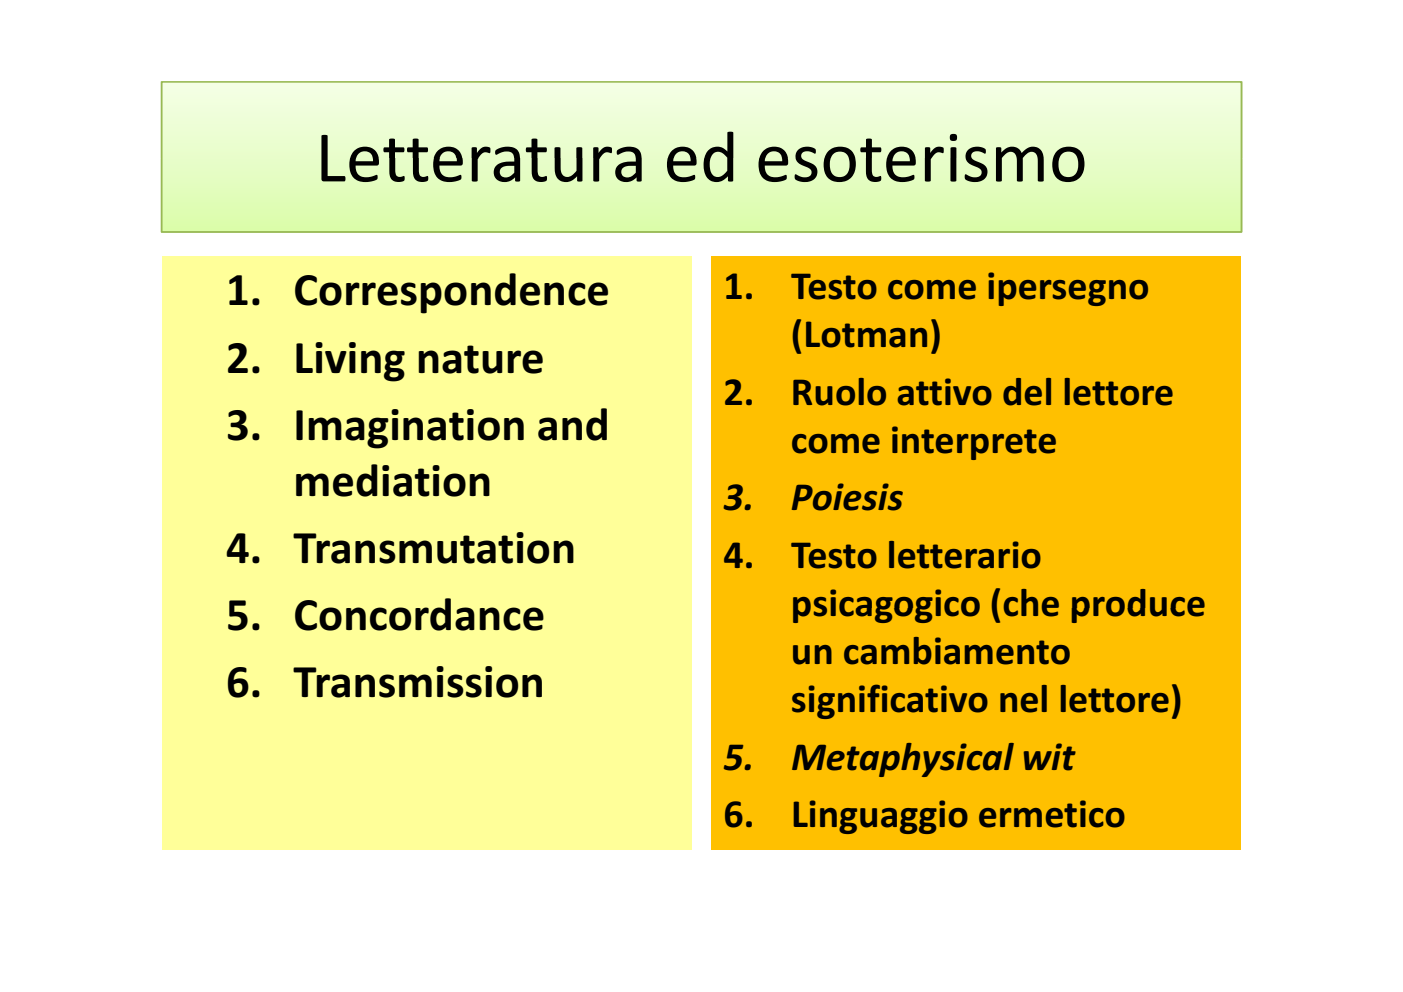 Letteratura ed esoterismo
1. Correspondence
2. Living nature
3. Imagination and
mediation
4. Transmutation
5. Concordance
6. Transmission
1. Testo come ipersegno
(Lotman)
2. Ruolo attivo del lettore
come interprete
3. Poiesis
4. Testo letterario
psicagogico (che produce
un cambiamento
significativo nel lettore)
5. Metaphysical wit
6. Linguaggio ermetico